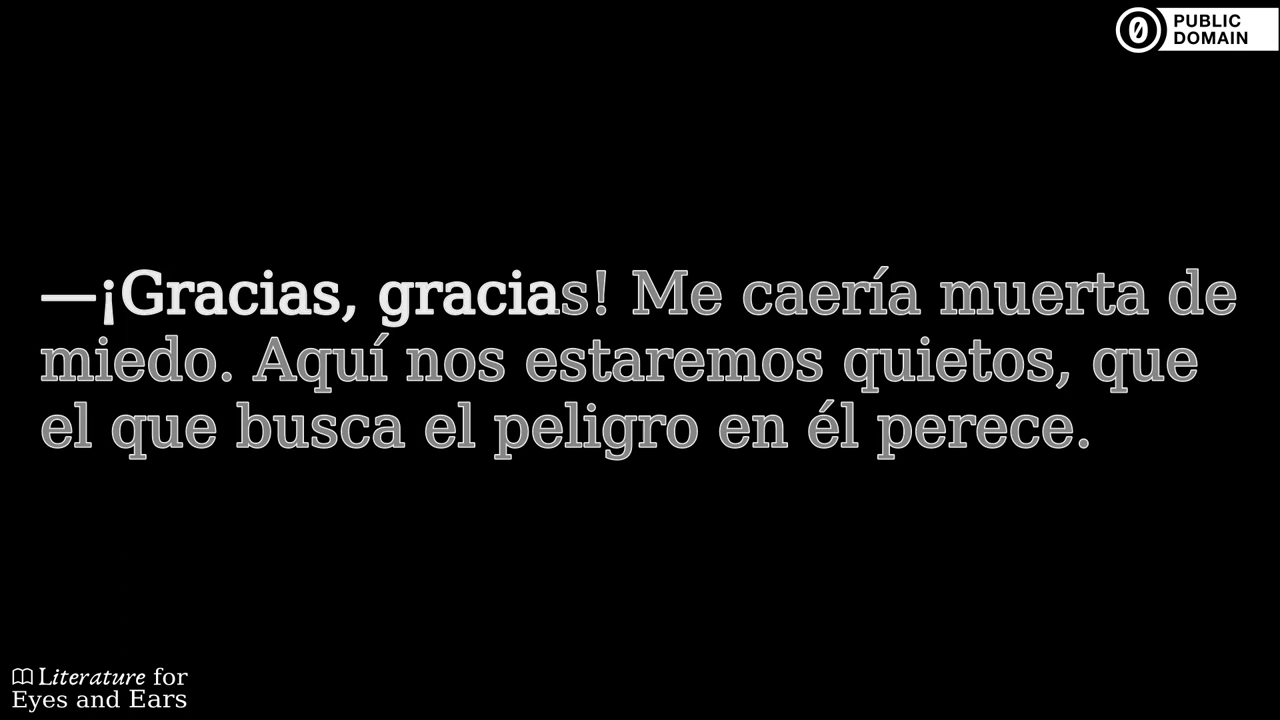 PUBLIC
DOMAIN
—¡Gracias, gracias! Me caería muerta de
miedo. Aquí nos estaremos quietos, que
el que busca el peligro en él perece.
Literature for
Eyes and Ears